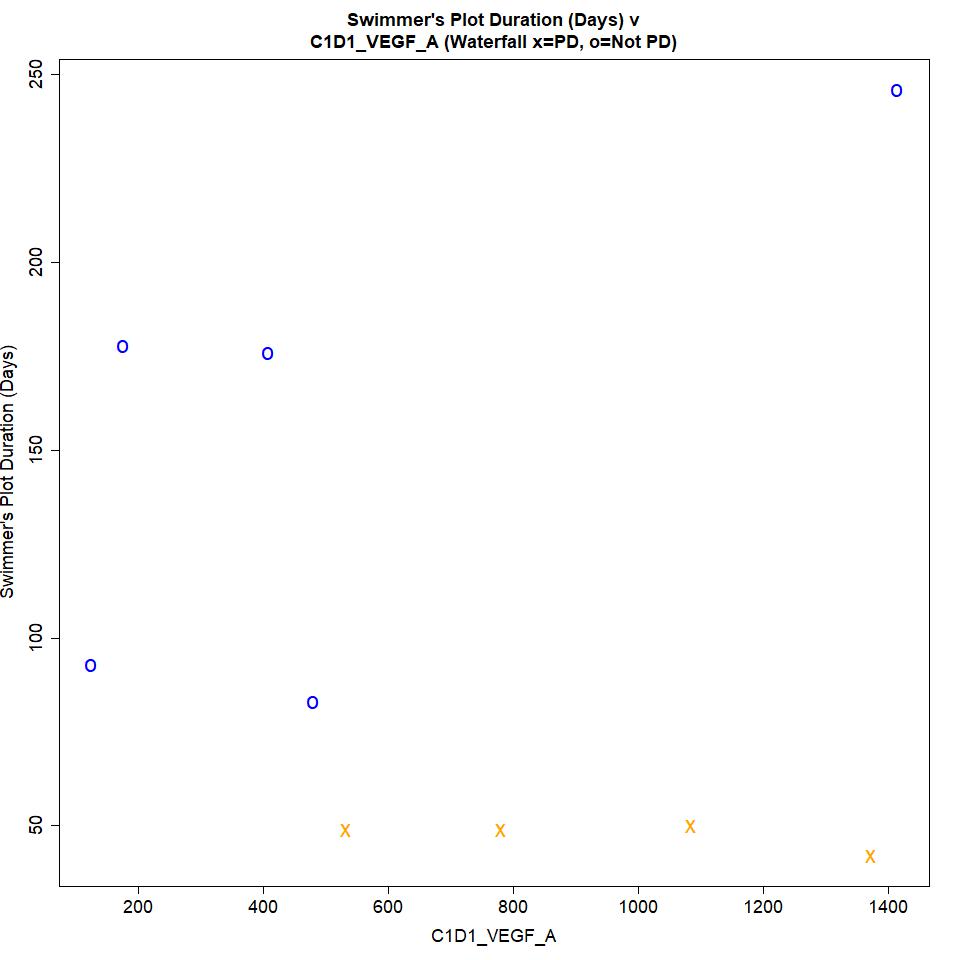 Swimmer's Plot Duration (Days) v
C1D1_VEGF_A (Waterfall x=PD, o=Not PD)
Swimmer's Plot Duration (Days)
250
200
150
100
50
o
o
o
o
o
x
x
x
x
200 400 600 800 1000 1200 1400
C1D1_VEGF_A